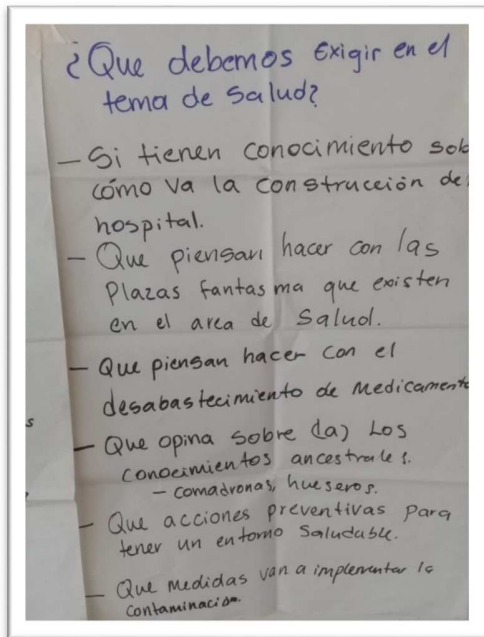 ¿Que debemos Exigir en el
tema de Salud?
- Si tienen conocimiento sob
cómo va la construcción de
hospital.
- Que piensan hacer con las
Plazas fantasma que existen
en el area de Salud.
- Que piensan hacer con el
desabastecimiento de Medicament
s
- Que opina sobre (la) Los
conocimientos ancestrales.
- comadronas, hueseros.
- Que acciones preventivas para
tener un entorno Saludable.
- Que Medidas van a implementar la
contaminación.